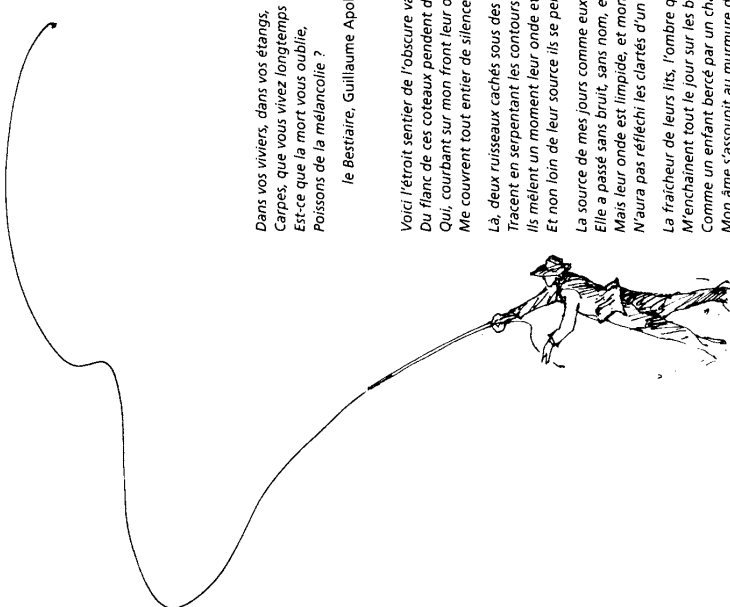 Dans vos viviers, dans vos étangs,
Carpes, que vous vivez longtemps
Est-ce que la mort vous oublie,
Poissons de la mélancolie ?
le Bestiaire, Guillaume Apol
Voici l'étroit sentier de l'obscure va
Du flanc de ces coteaux pendent d
Qui, courbant sur mon front leur o
Me couvrent tout entier de silence
Là, deux ruisseaux cachés sous des
Tracent en serpentant les contours
Ils mêlent un moment leur onde et
Et non loin de leur source ils se pe
La source de mes jours comme eux
Elle a passé sans bruit, sans nom, e
Mais leur onde est limpide, et mon
N'aura pas réfléchi les clartés d'un
La fraîcheur de leurs lits, l'ombre q
M'enchaînent tout le jour sur les b
Comme un enfant bercé par un cha
Mon âme s'assoupit au murmure d